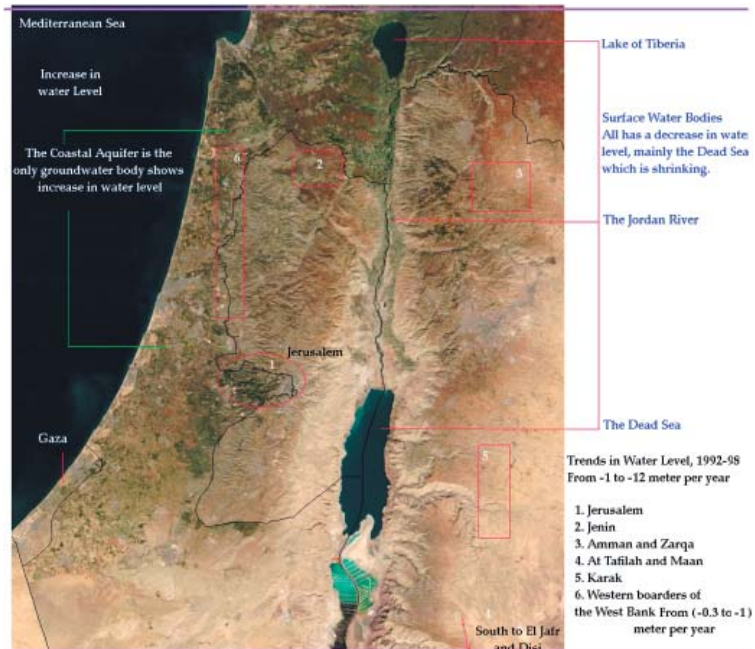 Mediterranean Sea
Increase in
water Level
The Coastal Aquifer is the
only groundwater body shows
increase in water level
Gaza
Jerusalem
1
2
3
5
6
South to El Jafr
and Disi
Lake of Tiberia
Surface Water Bodies
All has a decrease in wate
level, mainly the Dead Sea
which is shrinking.
The Jordan River
The Dead Sea
Trends in Water Level, 1992-98
From -1 to -12 meter per year
1. Jerusalem
2. Jenin
3. Amman and Zarqa
4. At Tafilah and Maan
5. Karak
6. Western boarders of
the West Bank From (-0.3 to -1)
meter per year